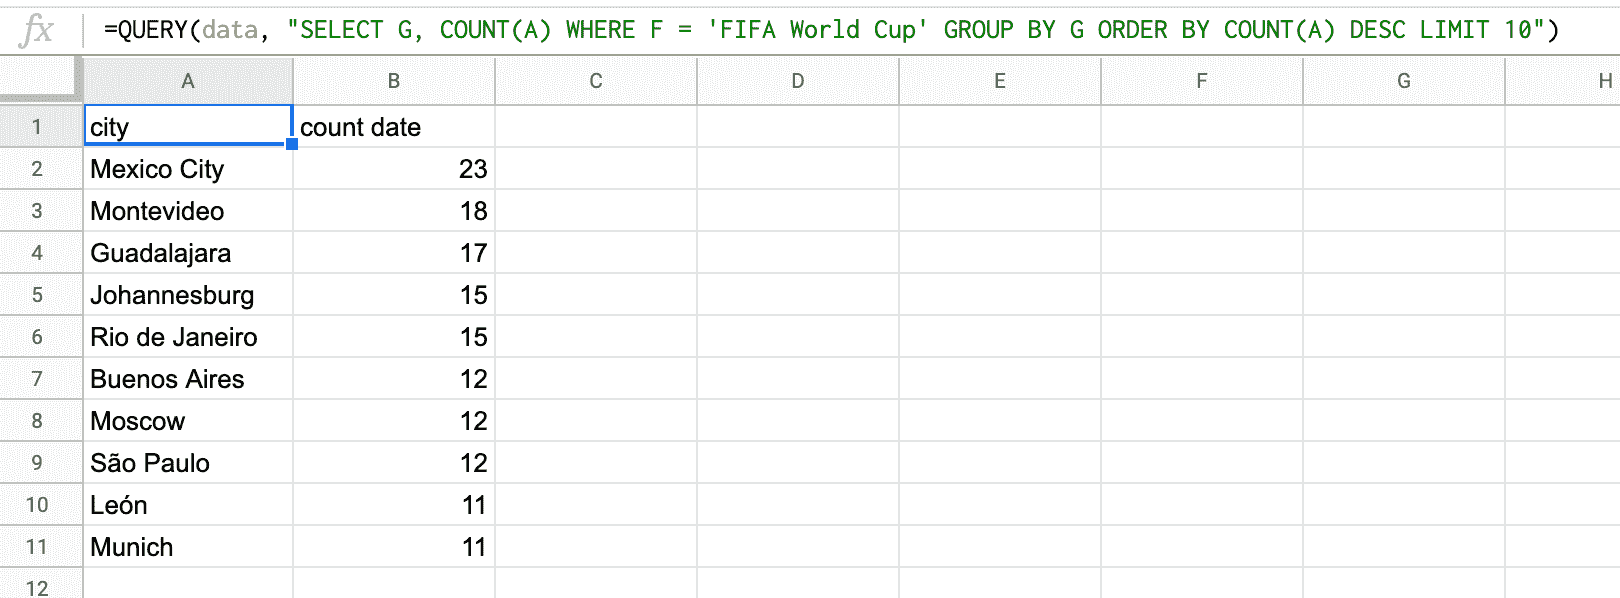 fx =QUERY(data, "SELECT G, COUNT(A) WHERE F = 'FIFA World Cup' GROUP BY G ORDER BY COUNT(A) DESC LIMIT 10")
A B C D E F G H
1 city count date
2 Mexico City 23
3 Montevideo 18
4 Guadalajara 17
5 Johannesburg 15
6 Rio de Janeiro 15
7 Buenos Aires 12
8 Moscow 12
9 São Paulo 12
10 León 11
11 Munich 11
12